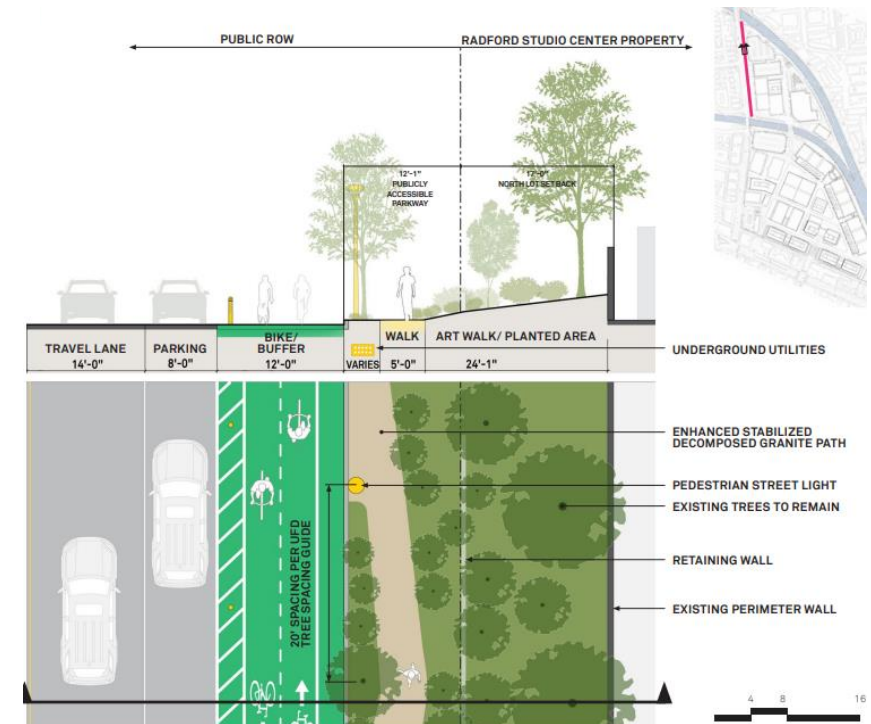 PUBLIC ROW
RADFORD STUDIO CENTER PROPERTY
12'-1"
PUBLICLY
ACCESSIBLE
PARKWAY
17'-0"
NORTH LOT SETBACK
TRAVEL LANE
14'-0"
PARKING
8'-0"
BIKE/
BUFFER
12'-0"
VARIES
WALK
5'-0"
ART WALK/ PLANTED AREA
24'-1"
UNDERGROUND UTILITIES
ENHANCED STABILIZED
DECOMPOSED GRANITE PATH
PEDESTRIAN STREET LIGHT
EXISTING TREES TO REMAIN
RETAINING WALL
EXISTING PERIMETER WALL
20' SPACING PER UFD
TREE SPACING GUIDE
4 8 16